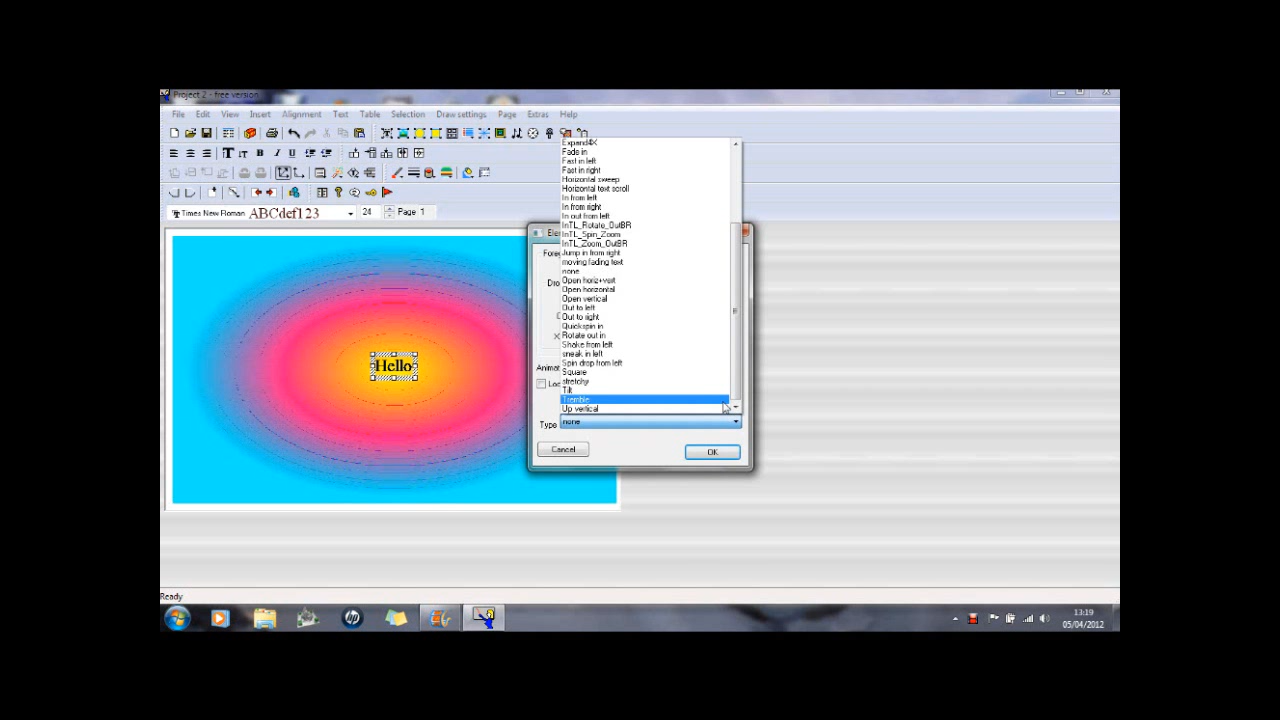 Project 2 - free version
File Edit View Insert Alignment Text Table Selection Draw settings Page Extras Help
Times New Roman ABCdef123 24 Page 1
Expand4X
Fade in
Fast in left
Fast in right
Horizontal sweep
Horizontal text scroll
In from left
In from right
In out from left
InTL_Rotate_OutBR
InTL_Spin_Zoom
InTL_Zoom_OutBR
Jump in from right
moving fading text
none
Open horiz+vert
Open horizontal
Open vertical
Out to left
Out to right
Quickspin in
Rotate out in
Shake from left
sneak in left
Spin drop from left
Square
stretchy
Tilt
Tremble
Up vertical
Hello
Type none
Cancel OK
Ready
13:19
05/04/2012